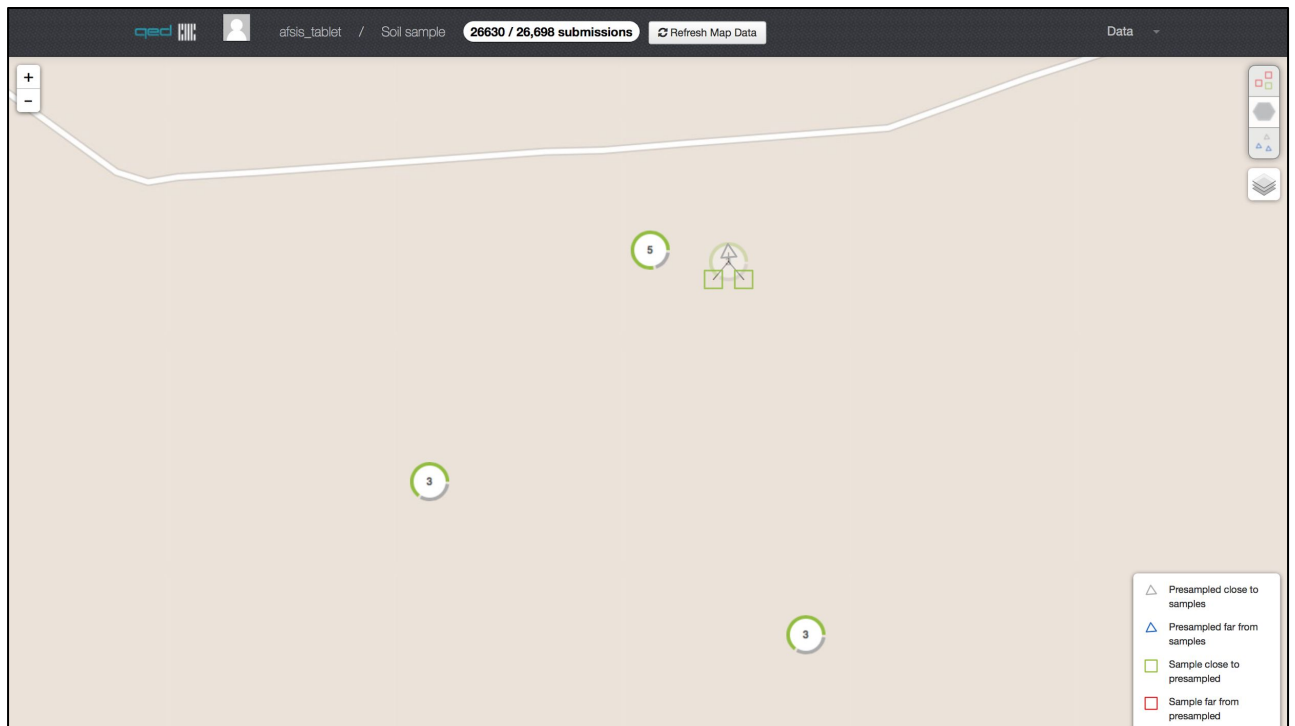 qed
afsis_tablet / Soil sample 26630 / 26,698 submissions Refresh Map Data Data
+
−
5
3
3
Presampled close to
samples
Presampled far from
samples
Sample close to
presampled
Sample far from
presampled